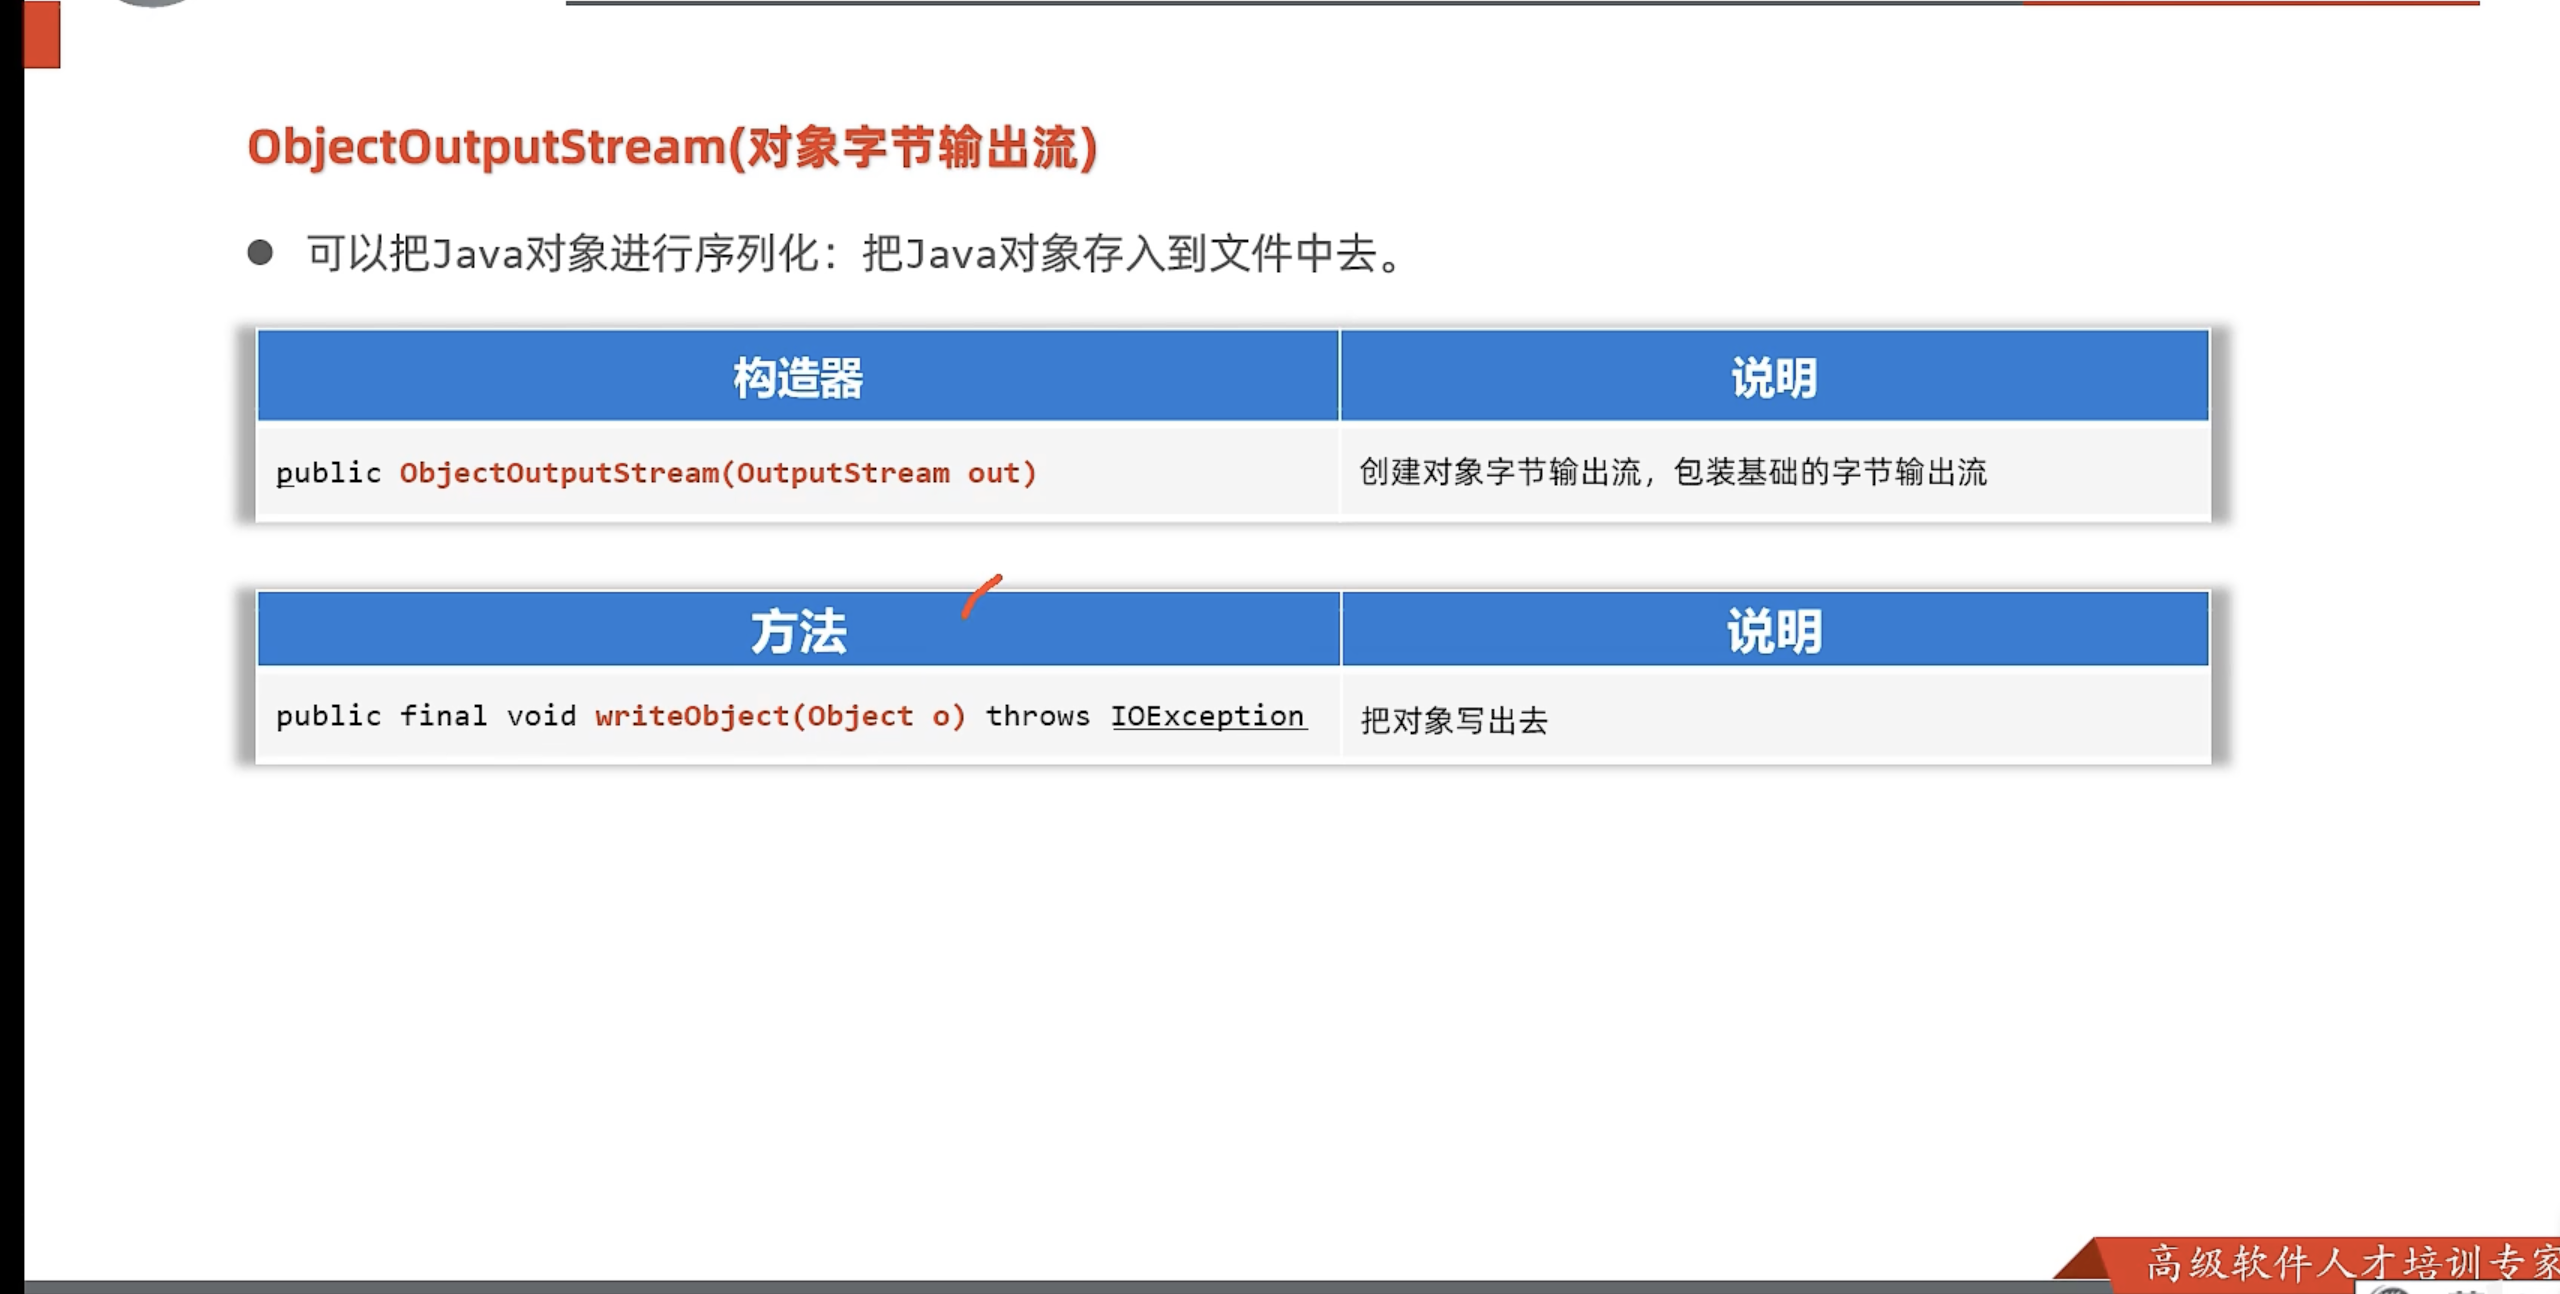 ObjectOutputStream(对象字节输出流)
可以把Java对象进行序列化：把Java对象存入到文件中去。
构造器 说明
public ObjectOutputStream(OutputStream out) 创建对象字节输出流，包装基础的字节输出流
方法 说明
public final void writeObject(Object o) throws IOException 把对象写出去
高级软件人才培训专家